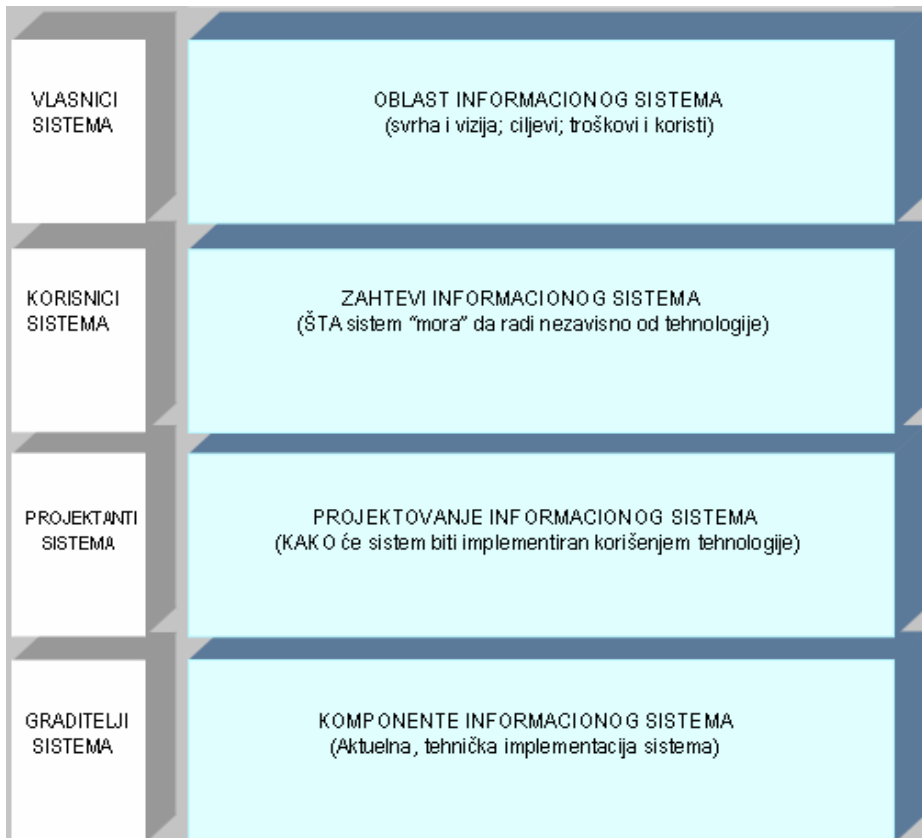 VLASNICI
SISTEMA
OBLAST INFORMACIONOG SISTEMA
(svrha i vizija; ciljevi; troškovi i koristi)
KORISNICI
SISTEMA
ZAHTEVI INFORMACIONOG SISTEMA
(ŠTA sistem “mora” da radi nezavisno od tehnologije)
PROJEKTANTI
SISTEMA
PROJEKTOVANJE INFORMACIONOG SISTEMA
(KAKO će sistem biti implementiran korišenjem tehnologije)
GRADITELJI
SISTEMA
KOMPONENTE INFORMACIONOG SISTEMA
(Aktuelna, tehnička implementacija sistema)